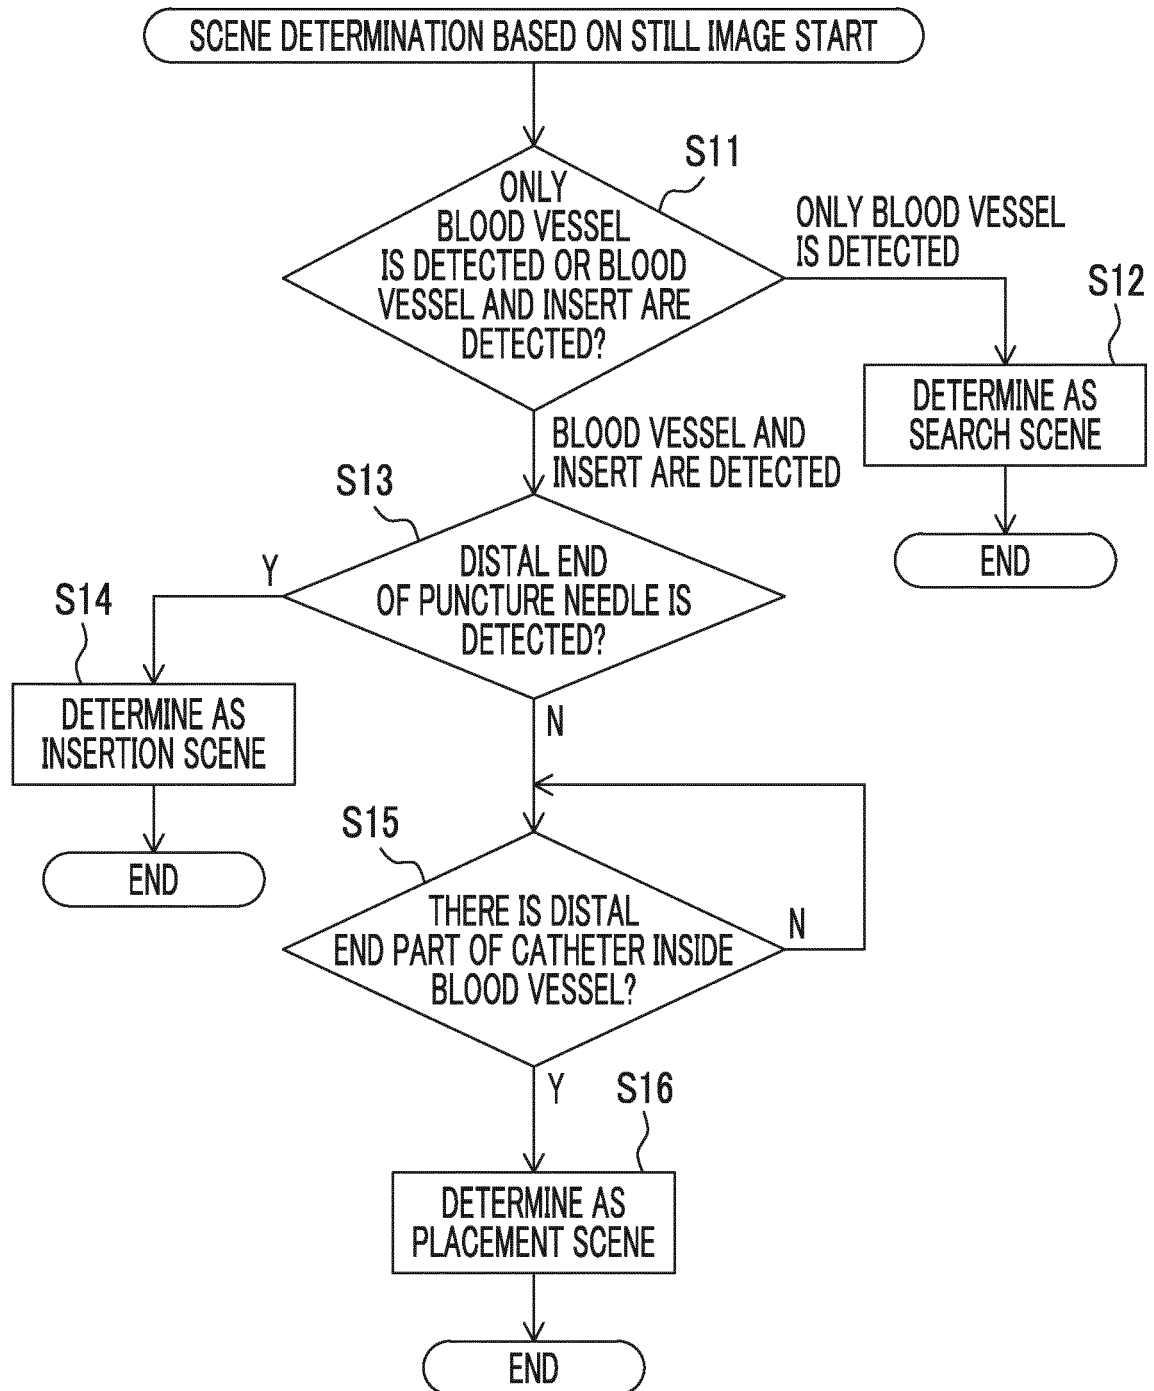 SCENE DETERMINATION BASED ON STILL IMAGE START
S11
ONLY
BLOOD VESSEL
IS DETECTED OR BLOOD
VESSEL AND INSERT ARE
DETECTED?
ONLY BLOOD VESSEL
IS DETECTED
S12
DETERMINE AS
SEARCH SCENE
END
BLOOD VESSEL AND
INSERT ARE DETECTED
S13
DISTAL END
OF PUNCTURE NEEDLE IS
DETECTED?
Y
S14
DETERMINE AS
INSERTION SCENE
END
N
S15
THERE IS DISTAL
END PART OF CATHETER INSIDE
BLOOD VESSEL?
N
Y
S16
DETERMINE AS
PLACEMENT SCENE
END